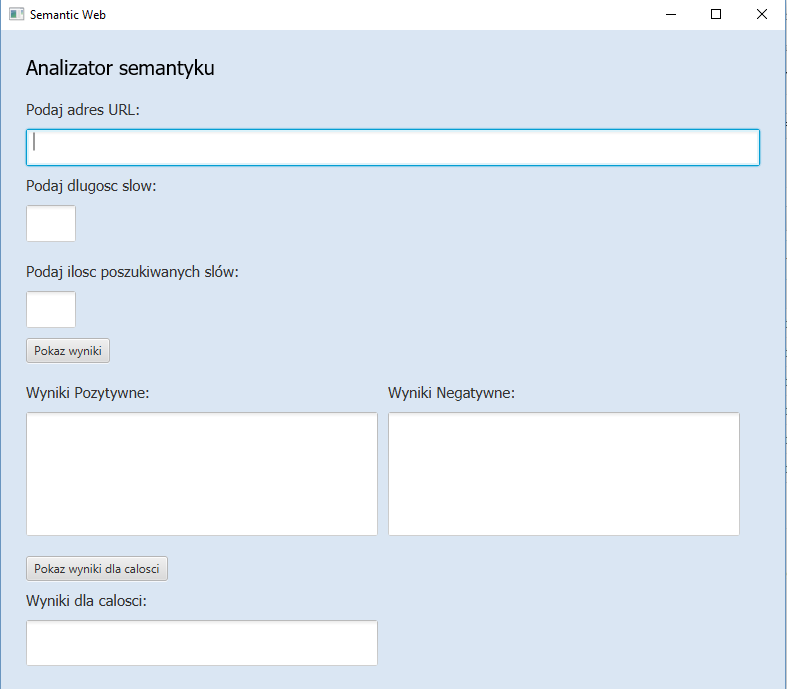 Semantic Web
Analizator semantyku
Podaj adres URL:
Podaj dlugosc slow:
Podaj ilosc poszukiwanych slów:
Pokaz wyniki
Wyniki Pozytywne:
Wyniki Negatywne:
Pokaz wyniki dla calosci
Wyniki dla calosci: